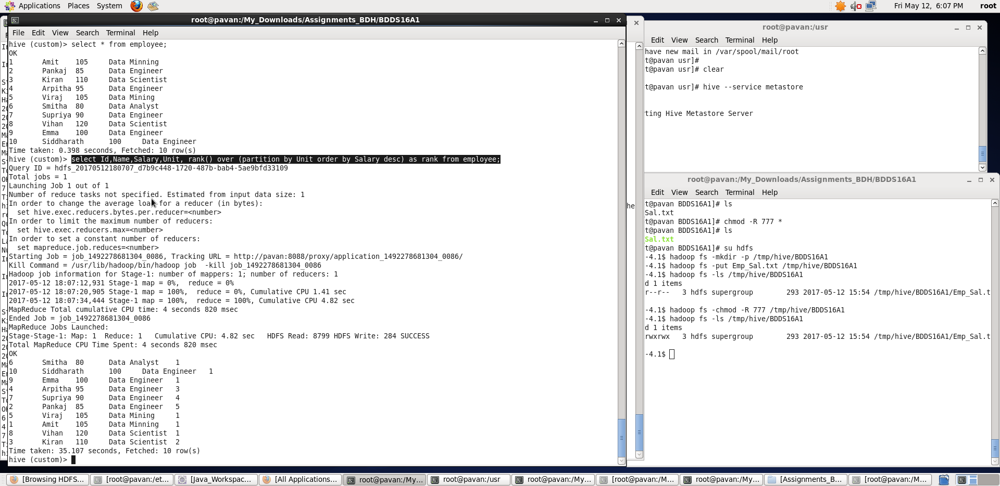 Applications Places System Fri May 12, 6:07 PM root
root@pavan:/My_Downloads/Assignments_BDH/BDDS16A1
File Edit View Search Terminal Help
hive (custom)> select * from employee;
OK
1 Amit 105 Data Minning
2 Pankaj 85 Data Engineer
3 Kiran 110 Data Scientist
4 Arpitha 95 Data Engineer
5 Viraj 105 Data Mining
6 Smitha 80 Data Analyst
7 Supriya 90 Data Engineer
8 Vihan 120 Data Scientist
9 Emma 100 Data Engineer
10 Siddharath 100 Data Engineer
Time taken: 0.398 seconds, Fetched: 10 row(s)
hive (custom)> select Id,Name,Salary,Unit, rank() over (partition by Unit order by Salary desc) as rank from employee;
Query ID = hdfs_20170512180707_d7b9c448-1720-487b-bab4-5ae9bfd33109
Total jobs = 1
Launching Job 1 out of 1
Number of reduce tasks not specified. Estimated from input data size: 1
In order to change the average load for a reducer (in bytes):
set hive.exec.reducers.bytes.per.reducer=<number>
In order to limit the maximum number of reducers:
set hive.exec.reducers.max=<number>
In order to set a constant number of reducers:
set mapreduce.job.reduces=<number>
Starting Job = job_1492278681304_0086, Tracking URL = http://pavan:8088/proxy/application_1492278681304_0086/
Kill Command = /usr/lib/hadoop/bin/hadoop job -kill job_1492278681304_0086
Hadoop job information for Stage-1: number of mappers: 1; number of reducers: 1
2017-05-12 18:07:12,931 Stage-1 map = 0%, reduce = 0%
2017-05-12 18:07:20,905 Stage-1 map = 100%, reduce = 0%, Cumulative CPU 1.41 sec
2017-05-12 18:07:34,444 Stage-1 map = 100%, reduce = 100%, Cumulative CPU 4.82 sec
MapReduce Total cumulative CPU time: 4 seconds 820 msec
Ended Job = job_1492278681304_0086
MapReduce Jobs Launched:
Stage-Stage-1: Map: 1 Reduce: 1 Cumulative CPU: 4.82 sec HDFS Read: 8799 HDFS Write: 284 SUCCESS
Total MapReduce CPU Time Spent: 4 seconds 820 msec
OK
6 Smitha 80 Data Analyst 1
10 Siddharath 100 Data Engineer 1
9 Emma 100 Data Engineer 1
4 Arpitha 95 Data Engineer 3
7 Supriya 90 Data Engineer 4
2 Pankaj 85 Data Engineer 5
5 Viraj 105 Data Mining 1
1 Amit 105 Data Minning 1
8 Vihan 120 Data Scientist 1
3 Kiran 110 Data Scientist 2
Time taken: 35.107 seconds, Fetched: 10 row(s)
hive (custom)>
he
root@pavan:/usr
Edit View Search Terminal Help
have new mail in /var/spool/mail/root
t@pavan usr]#
t@pavan usr]# clear
t@pavan usr]# hive --service metastore
ting Hive Metastore Server
root@pavan:/My_Downloads/Assignments_BDH/BDDS16A1
Edit View Search Terminal Help
t@pavan BDDS16A1]# ls
Sal.txt
t@pavan BDDS16A1]# chmod -R 777 *
t@pavan BDDS16A1]# ls
Sal.txt
t@pavan BDDS16A1]# su hdfs
-4.1$ hadoop fs -mkdir -p /tmp/hive/BDDS16A1
-4.1$ hadoop fs -put Emp_Sal.txt /tmp/hive/BDDS16A1
-4.1$ hadoop fs -ls /tmp/hive/BDDS16A1
d 1 items
r--r-- 3 hdfs supergroup 293 2017-05-12 15:54 /tmp/hive/BDDS16A1/Emp_Sal.t
-4.1$ hadoop fs -chmod -R 777 /tmp/hive/BDDS16A1
-4.1$ hadoop fs -ls /tmp/hive/BDDS16A1
d 1 items
rwxrwx 3 hdfs supergroup 293 2017-05-12 15:54 /tmp/hive/BDDS16A1/Emp_Sal.t
-4.1$
[Browsing HDFS... [root@pavan:/et... [Java_Workspac... [All Applications... root@pavan:/My... root@pavan:/usr root@pavan:/My... [root@pavan:/M... root@pavan:/My... [Assignments_B... [root@pavan:/M...